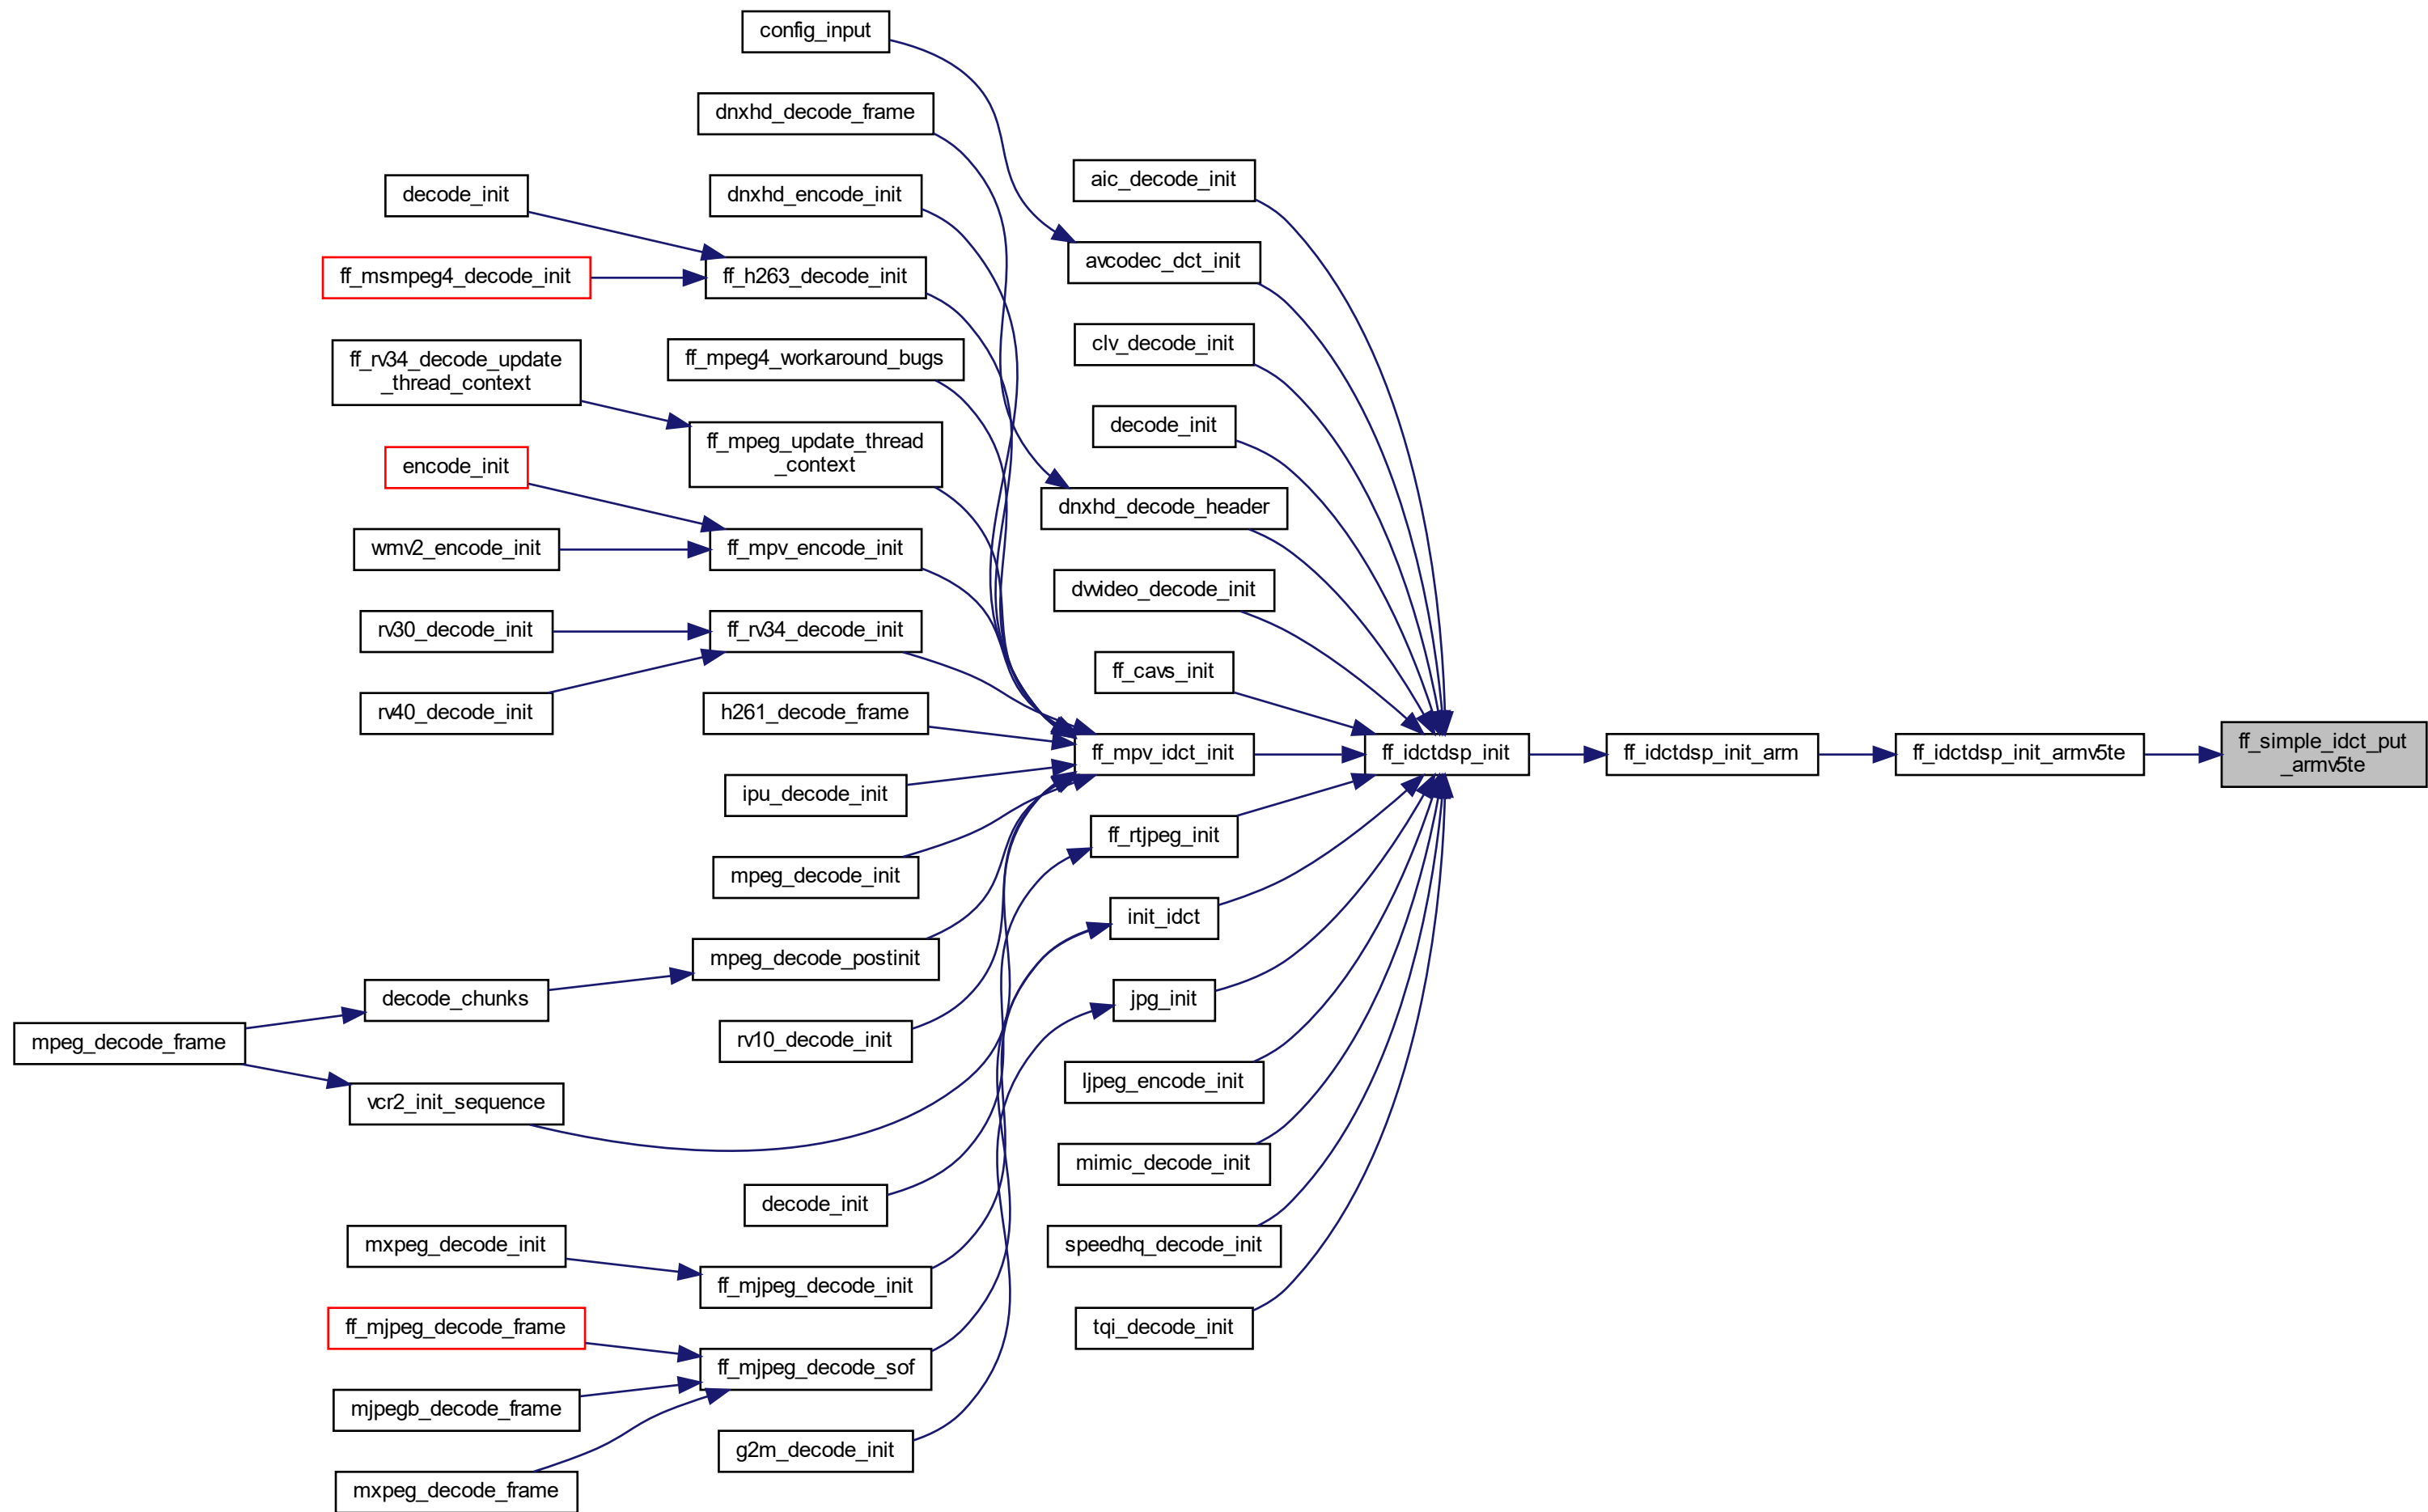 config_input
dnxhd_decode_frame
aic_decode_init
decode_init
dnxhd_encode_init
avcodec_dct_init
ff_msmpeg4_decode_init
ff_h263_decode_init
clv_decode_init
ff_rv34_decode_update
_thread_context
ff_mpeg4_workaround_bugs
decode_init
ff_mpeg_update_thread
_context
encode_init
dnxhd_decode_header
wmv2_encode_init
ff_mpv_encode_init
dwideo_decode_init
rv30_decode_init
ff_rv34_decode_init
ff_cavs_init
rv40_decode_init
h261_decode_frame
ff_mpv_idct_init
ff_idctdsp_init
ff_idctdsp_init_arm
ff_idctdsp_init_armv5te
ff_simple_idct_put
_armv5te
ipu_decode_init
ff_rtjpeg_init
mpeg_decode_init
init_idct
mpeg_decode_postinit
decode_chunks
jpg_init
mpeg_decode_frame
rv10_decode_init
ljpeg_encode_init
vcr2_init_sequence
mimic_decode_init
decode_init
mxpeg_decode_init
speedhq_decode_init
ff_mjpeg_decode_init
ff_mjpeg_decode_frame
tqi_decode_init
ff_mjpeg_decode_sof
mjpegb_decode_frame
g2m_decode_init
mxpeg_decode_frame